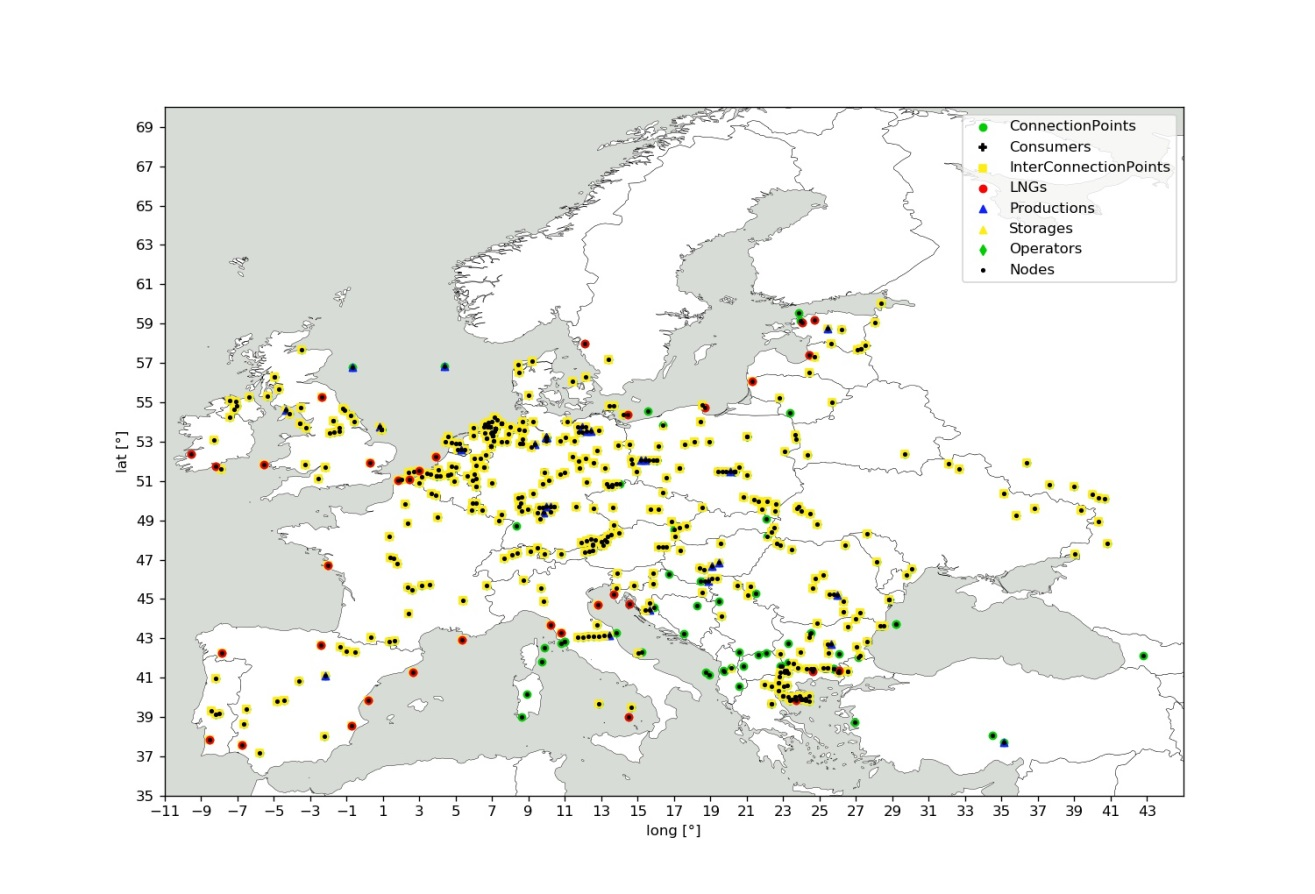 69
67
65
63
61
59
57
55
53
51
49
47
45
43
41
39
37
35
lat [°]
ConnectionPoints
Consumers
InterConnectionPoints
LNGs
Productions
Storages
Operators
Nodes
−11 −9 −7 −5 −3 −1 1 3 5 7 9 11 13 15 17 19 21 23 25 27 29 31 33 35 37 39 41 43
long [°]